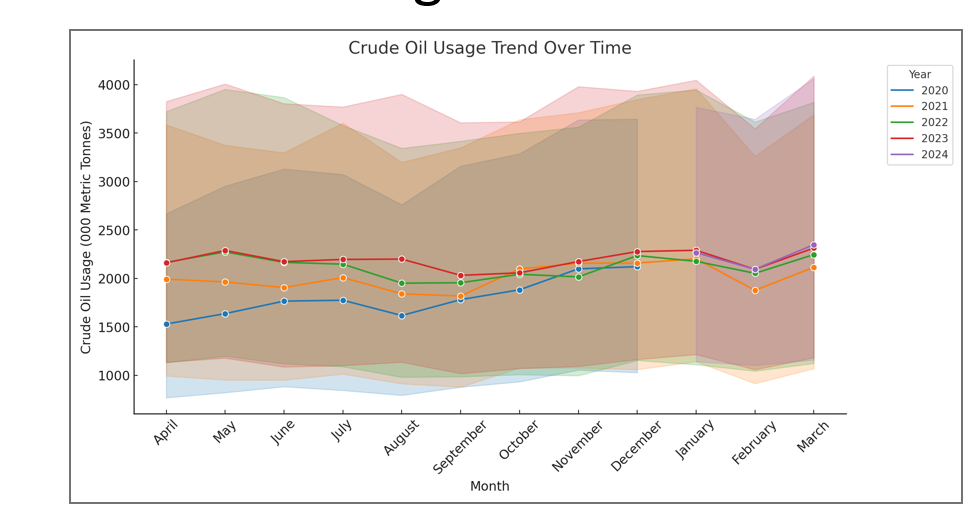 Crude Oil Usage Trend Over Time
Crude Oil Usage (000 Metric Tonnes)
4000
3500
3000
2500
2000
1500
1000
April
May
June
July
August
September
October
November
December
January
February
March
Month
Year
2020
2021
2022
2023
2024